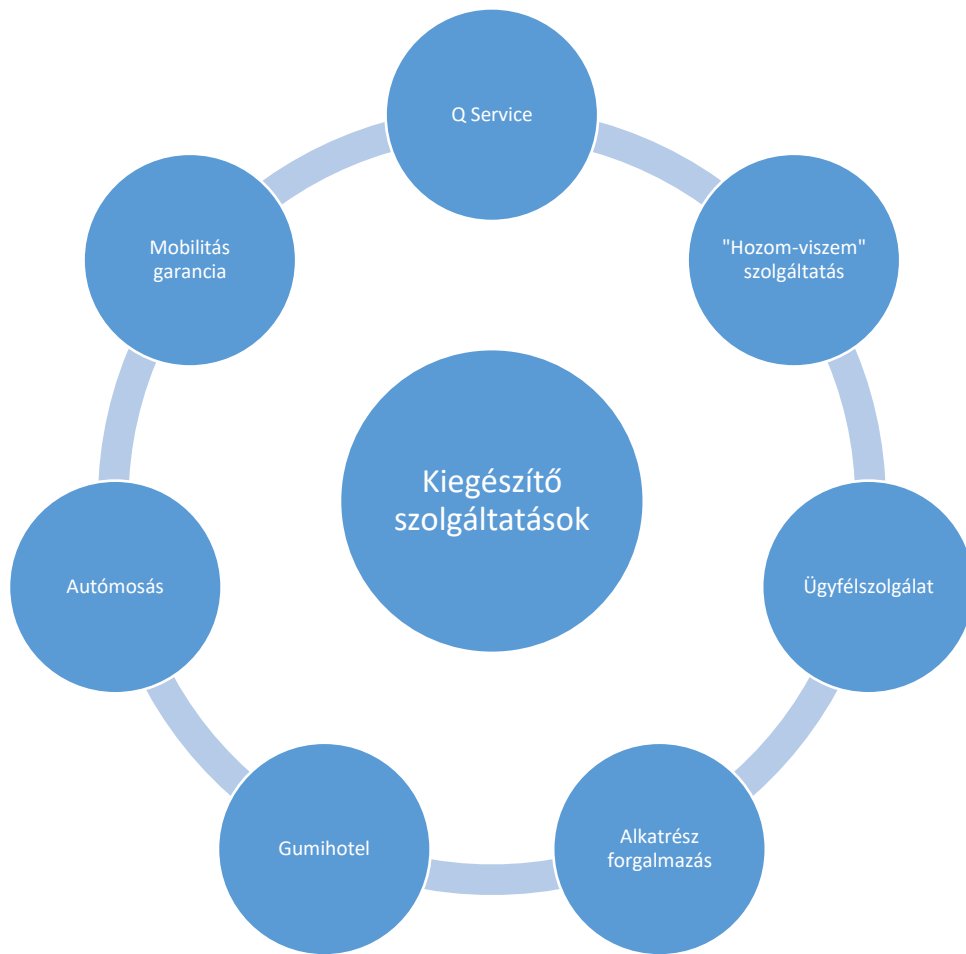 Q Service
"Hozom-viszem"
szolgáltatás
Ügyfélszolgálat
Alkatrész
forgalmazás
Gumihotel
Autómosás
Mobilitás
garancia
Kiegészítő
szolgáltatások